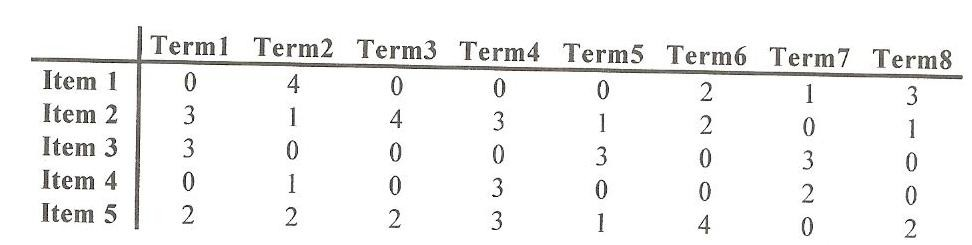 Term1 Term2 Term3 Term4 Term5 Term6 Term7 Term8
Item 1 0 4 0 0 0 2 1 3
Item 2 3 1 4 3 1 2 0 1
Item 3 3 0 0 0 3 0 3 0
Item 4 0 1 0 3 0 0 2 0
Item 5 2 2 2 3 1 4 0 2